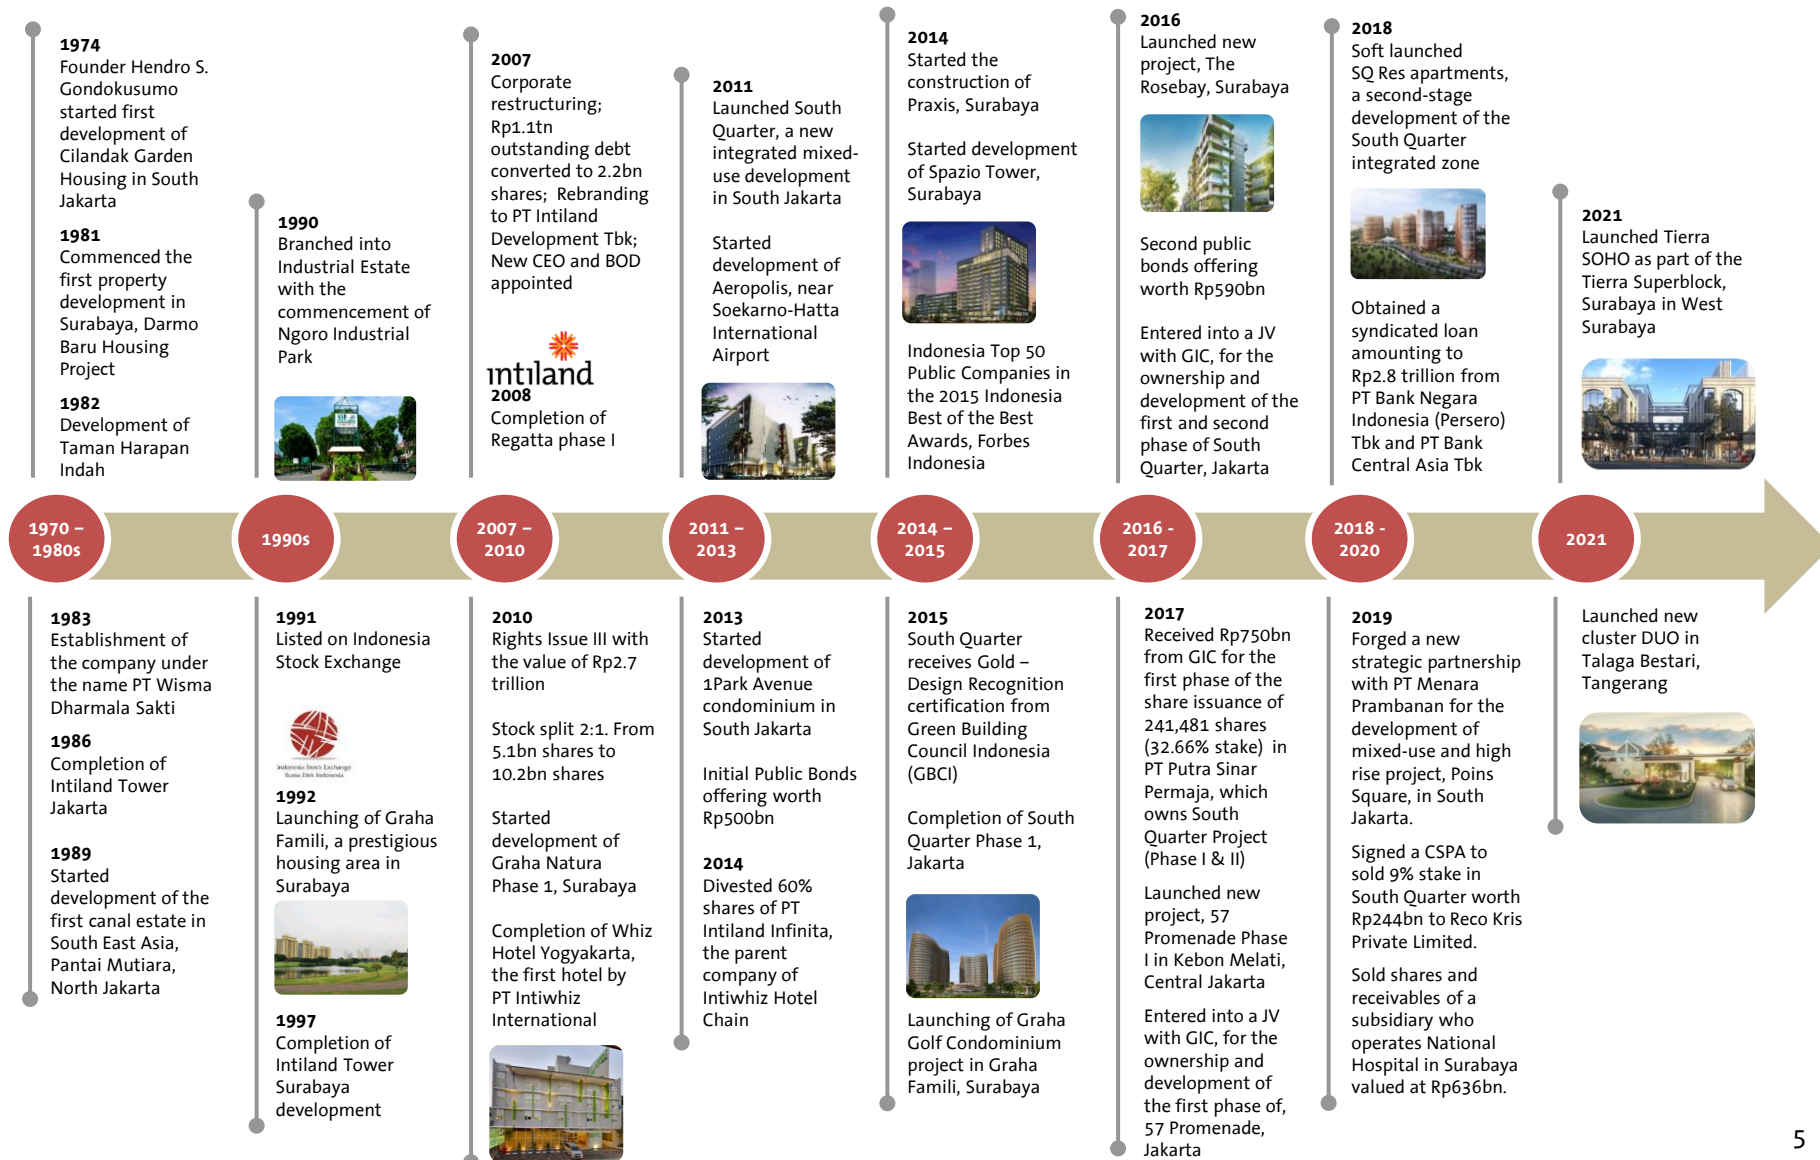 1974
Founder Hendro S.
Gondokusumo
started first
development of
Cilandak Garden
Housing in South
Jakarta
1981
Commenced the
first property
development in
Surabaya, Darmo
Baru Housing
Project
1982
Development of
Taman Harapan
Indah
1990
Branched into
Industrial Estate
with the
commencement of
Ngoro Industrial
Park
2007
Corporate
restructuring;
Rp1.1tn
outstanding debt
converted to 2.2bn
shares; Rebranding
to PT Intiland
Development Tbk;
New CEO and BOD
appointed
intiland
2008
Completion of
Regatta phase I
2011
Launched South
Quarter, a new
integrated mixed-
use development
in South Jakarta
Started
development of
Aeropolis, near
Soekarno-Hatta
International
Airport
2014
Started the
construction of
Praxis, Surabaya
Started development
of Spazio Tower,
Surabaya
Indonesia Top 50
Public Companies in
the 2015 Indonesia
Best of the Best
Awards, Forbes
Indonesia
2016
Launched new
project, The
Rosebay, Surabaya
Second public
bonds offering
worth Rp590bn
Entered into a JV
with GIC, for the
ownership and
development of the
first and second
phase of South
Quarter, Jakarta
2018
Soft launched
SQ Res apartments,
a second-stage
development of the
South Quarter
integrated zone
Obtained a
syndicated loan
amounting to
Rp2.8 trillion from
PT Bank Negara
Indonesia (Persero)
Tbk and PT Bank
Central Asia Tbk
2021
Launched Tierra
SOHO as part of the
Tierra Superblock,
Surabaya in West
Surabaya
1970 –
1980s
1990s
2007 –
2010
2011 –
2013
2014 –
2015
2016 -
2017
2018 -
2020
2021
1983
Establishment of
the company under
the name PT Wisma
Dharmala Sakti
1986
Completion of
Intiland Tower
Jakarta
1989
Started
development of the
first canal estate in
South East Asia,
Pantai Mutiara,
North Jakarta
1991
Listed on Indonesia
Stock Exchange
Indonesia Stock Exchange
Bursa Efek Indonesia
1992
Launching of Graha
Famili, a prestigious
housing area in
Surabaya
1997
Completion of
Intiland Tower
Surabaya
development
2010
Rights Issue III with
the value of Rp2.7
trillion
Stock split 2:1. From
5.1bn shares to
10.2bn shares
Started
development of
Graha Natura
Phase 1, Surabaya
Completion of Whiz
Hotel Yogyakarta,
the first hotel by
PT Intiwhiz
International
2013
Started
development of
1Park Avenue
condominium in
South Jakarta
Initial Public Bonds
offering worth
Rp500bn
2014
Divested 60%
shares of PT
Intiland Infinita,
the parent
company of
Intiwhiz Hotel
Chain
2015
South Quarter
receives Gold –
Design Recognition
certification from
Green Building
Council Indonesia
(GBCI)
Completion of South
Quarter Phase 1,
Jakarta
Launching of Graha
Golf Condominium
project in Graha
Famili, Surabaya
2017
Received Rp750bn
from GIC for the
first phase of the
share issuance of
241,481 shares
(32.66% stake) in
PT Putra Sinar
Permaja, which
owns South
Quarter Project
(Phase I & II)
Launched new
project, 57
Promenade Phase
I in Kebon Melati,
Central Jakarta
Entered into a JV
with GIC, for the
ownership and
development of
the first phase of,
57 Promenade,
Jakarta
2019
Forged a new
strategic partnership
with PT Menara
Prambanan for the
development of
mixed-use and high
rise project, Poins
Square, in South
Jakarta.
Signed a CSPA to
sold 9% stake in
South Quarter worth
Rp244bn to Reco Kris
Private Limited.
Sold shares and
receivables of a
subsidiary who
operates National
Hospital in Surabaya
valued at Rp636bn.
Launched new
cluster DUO in
Talaga Bestari,
Tangerang
5